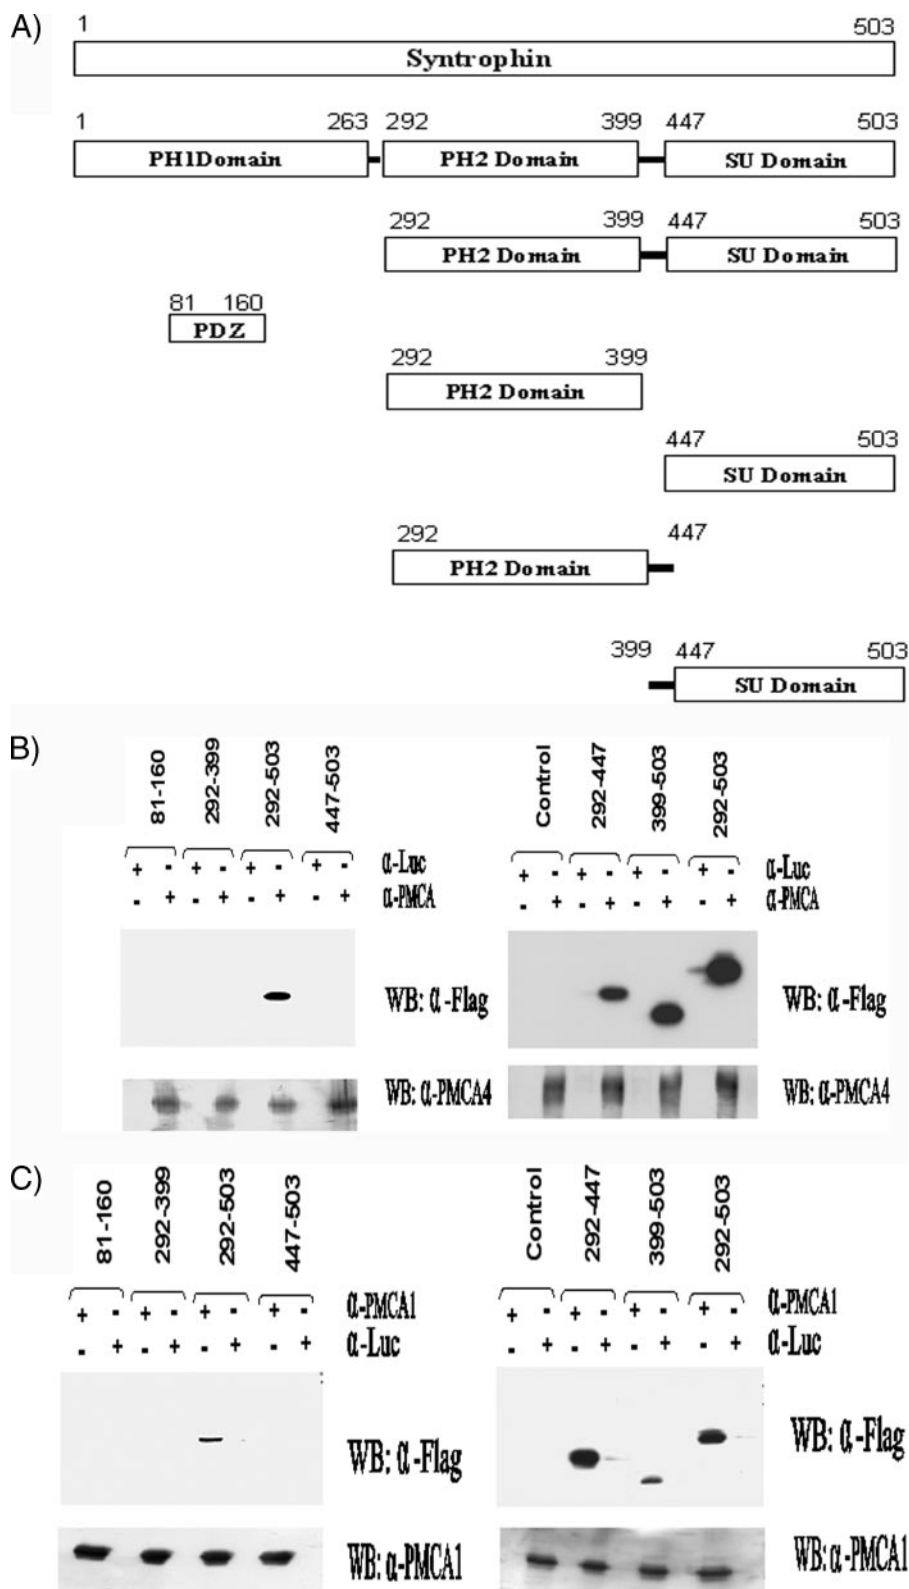 A)
1 503
Syntrophin
1 263 292 399 447 503
PH1Domain PH2 Domain SU Domain
292 399 447 503
PH2 Domain SU Domain
81 160
PDZ
292 399
PH2 Domain
447 503
SU Domain
292 447
PH2 Domain
399 447 503
SU Domain
B)
81-160 292-399 292-503 447-503 Control 292-447 399-503 292-503
+ - + - + - + - α-Luc + - + - + - + - α-Luc
- + - + - + - + α-PMCA - + - + - + - + α-PMCA
WB: α-Flag WB: α-Flag
WB: α-PMCA4 WB: α-PMCA4
C)
81-160 292-399 292-503 447-503 Control 292-447 399-503 292-503
+ - + - + - + - α-PMCA1 + - + - + - + - α-PMCA1
- + - + - + - + α-Luc - + - + - + - + α-Luc
WB: α-Flag WB: α-Flag
WB: α-PMCA1 WB: α-PMCA1